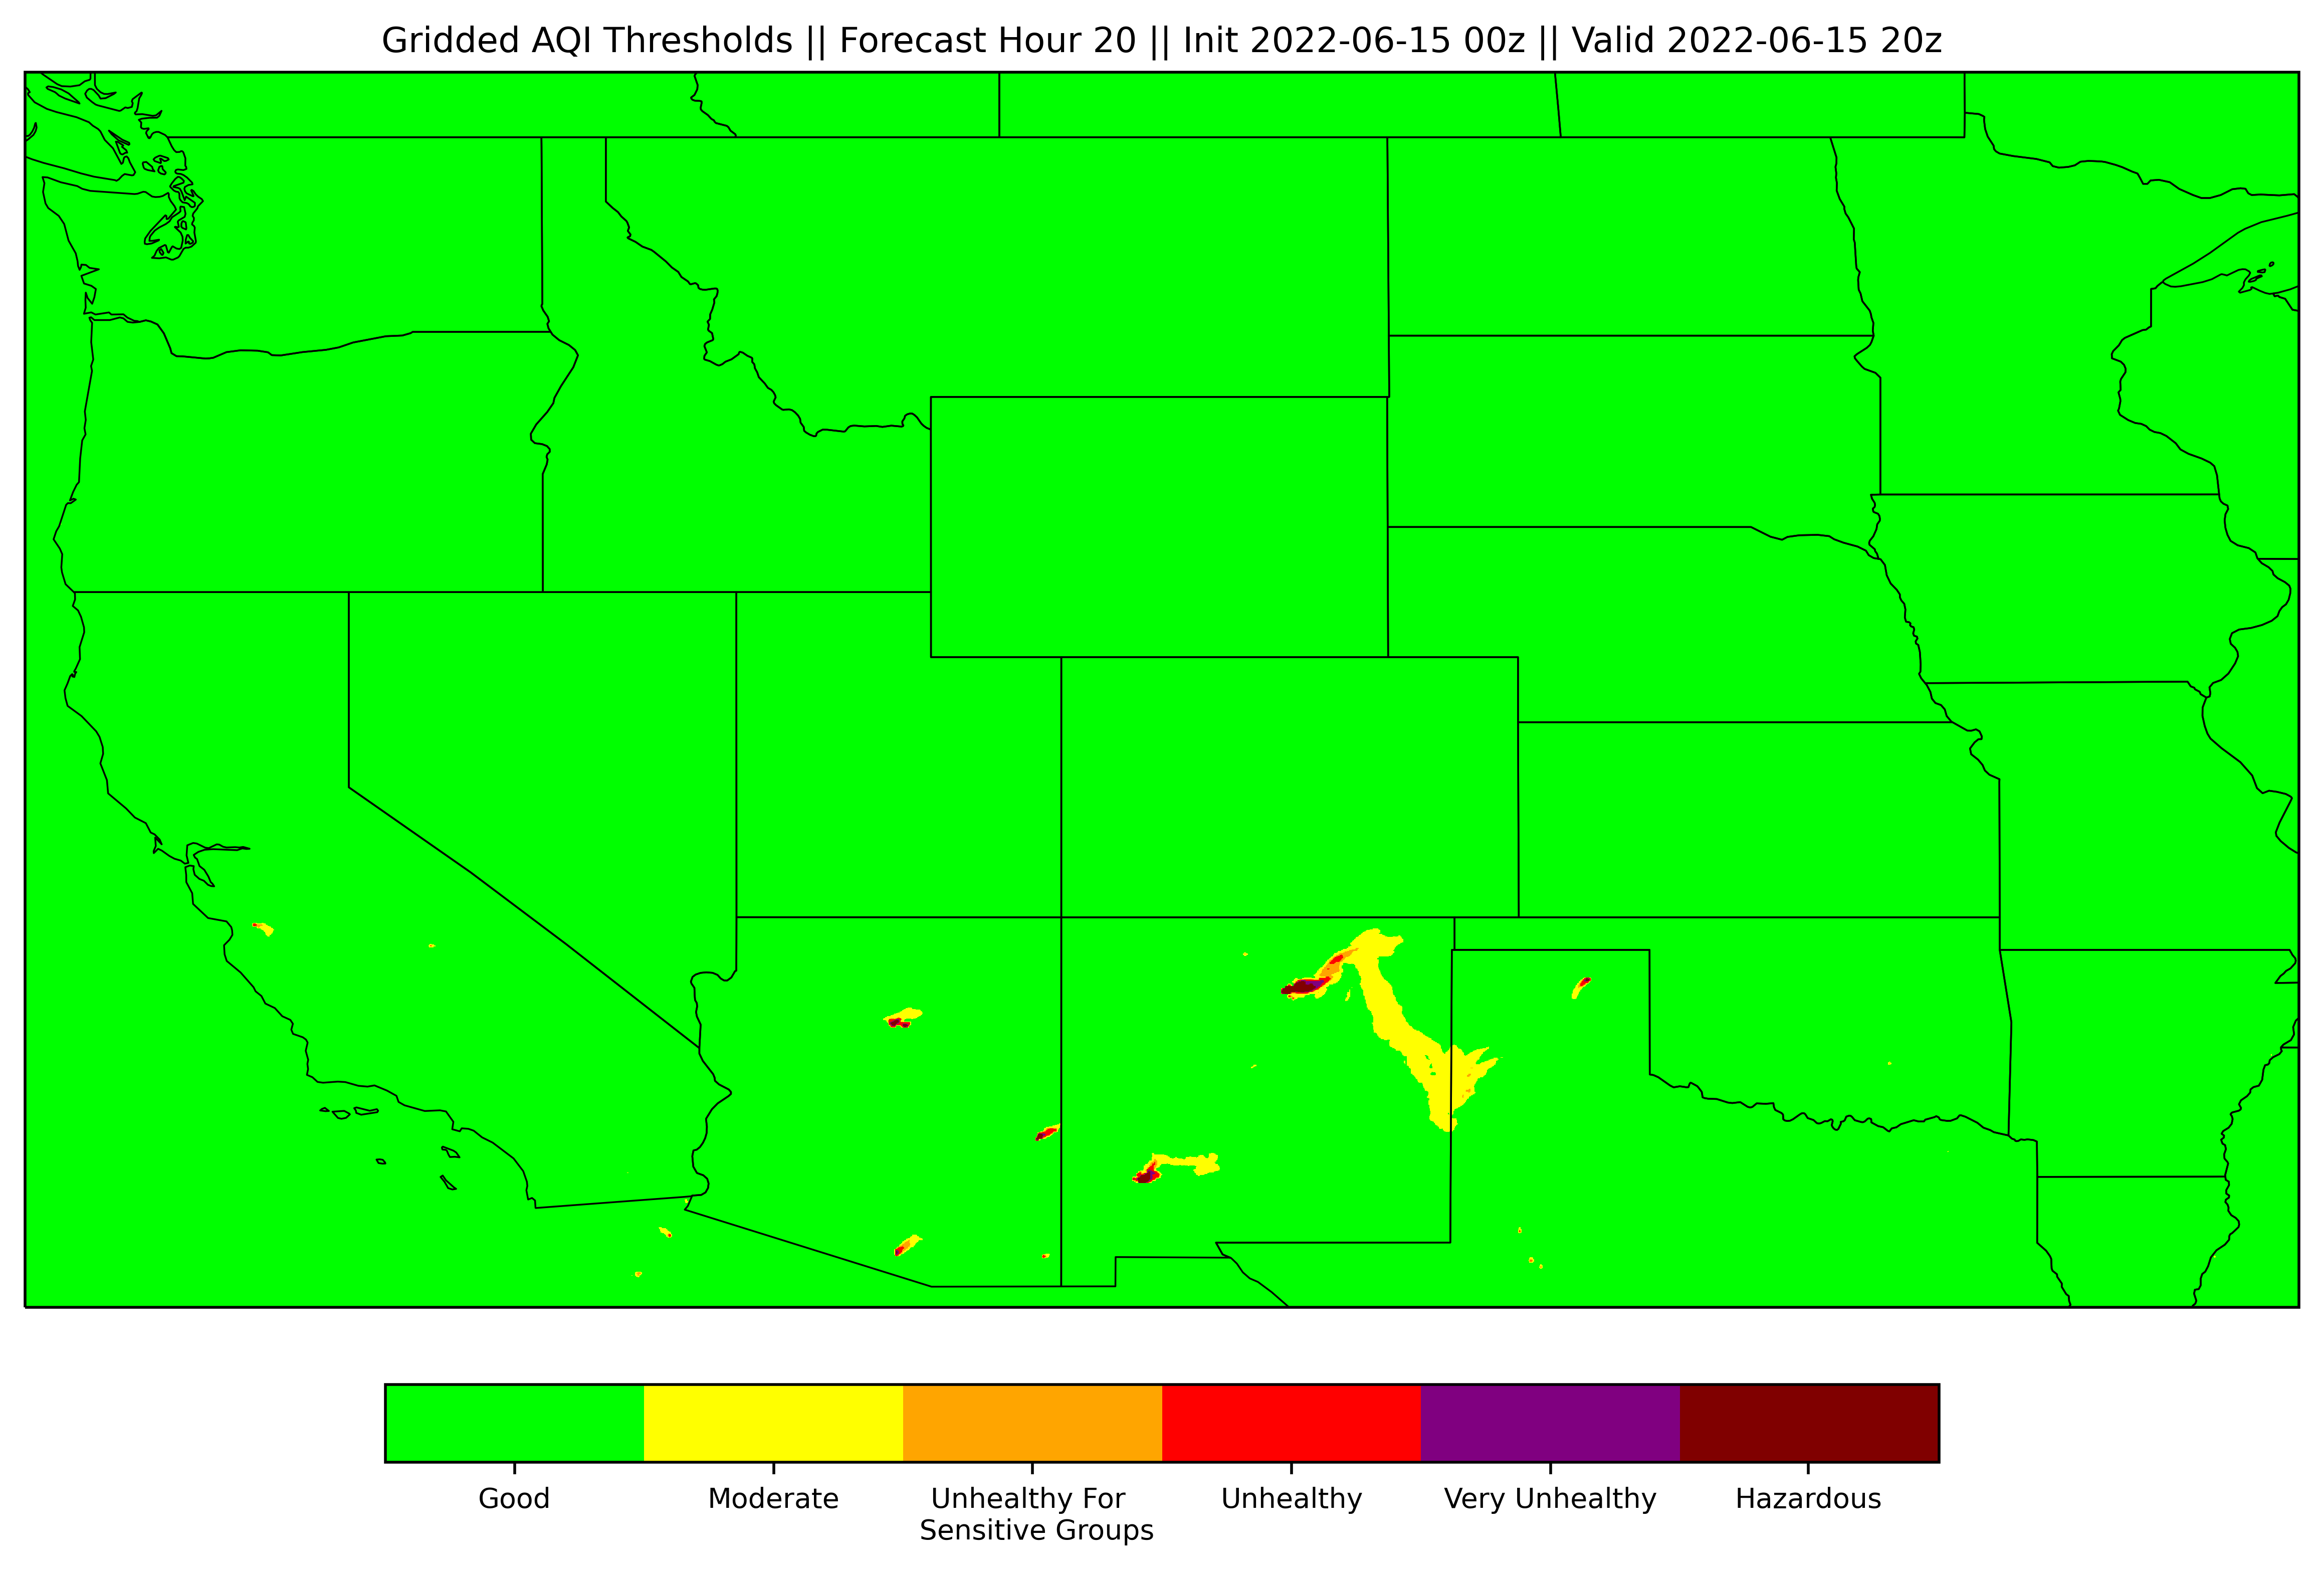 Gridded AQI Thresholds || Forecast Hour 20 || Init 2022-06-15 00z || Valid 2022-06-15 20z
Good
Moderate
Unhealthy For
Sensitive Groups
Unhealthy
Very Unhealthy
Hazardous